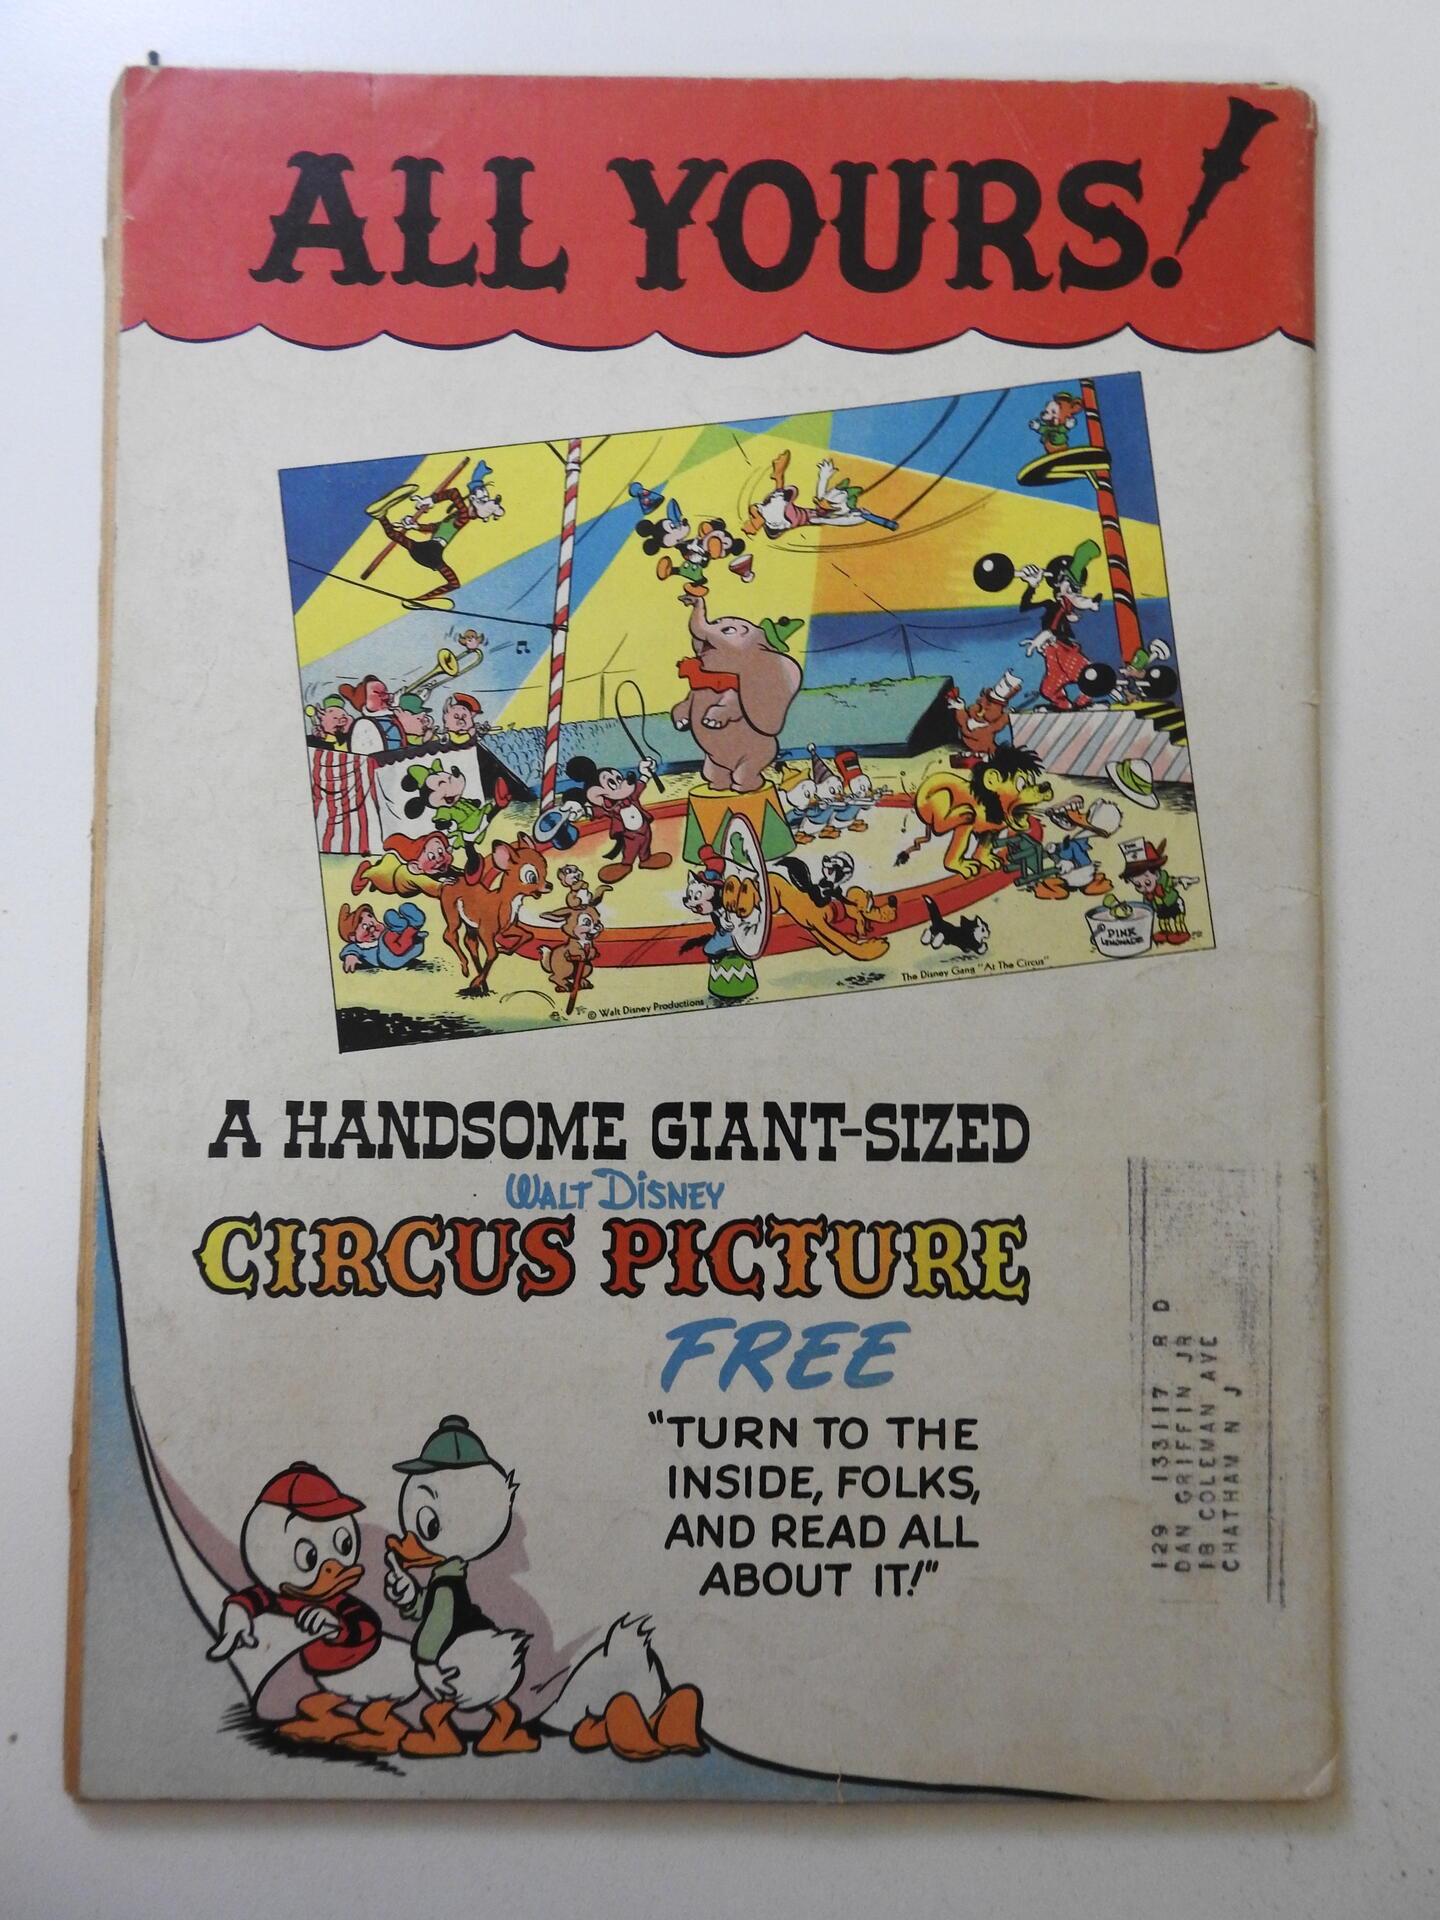 ALL YOURS!
PINK
LEMONADE
The Disney Gang "At The Circus"
© Walt Disney Productions
A HANDSOME GIANT-SIZED
WALT DISNEY
CIRCUS PICTURE
FREE
"TURN TO THE
INSIDE, FOLKS,
AND READ ALL
ABOUT IT!"
129 133117 R D
DAN GRIFFIN JR
18 COLEMAN AVE
CHATHAM N J